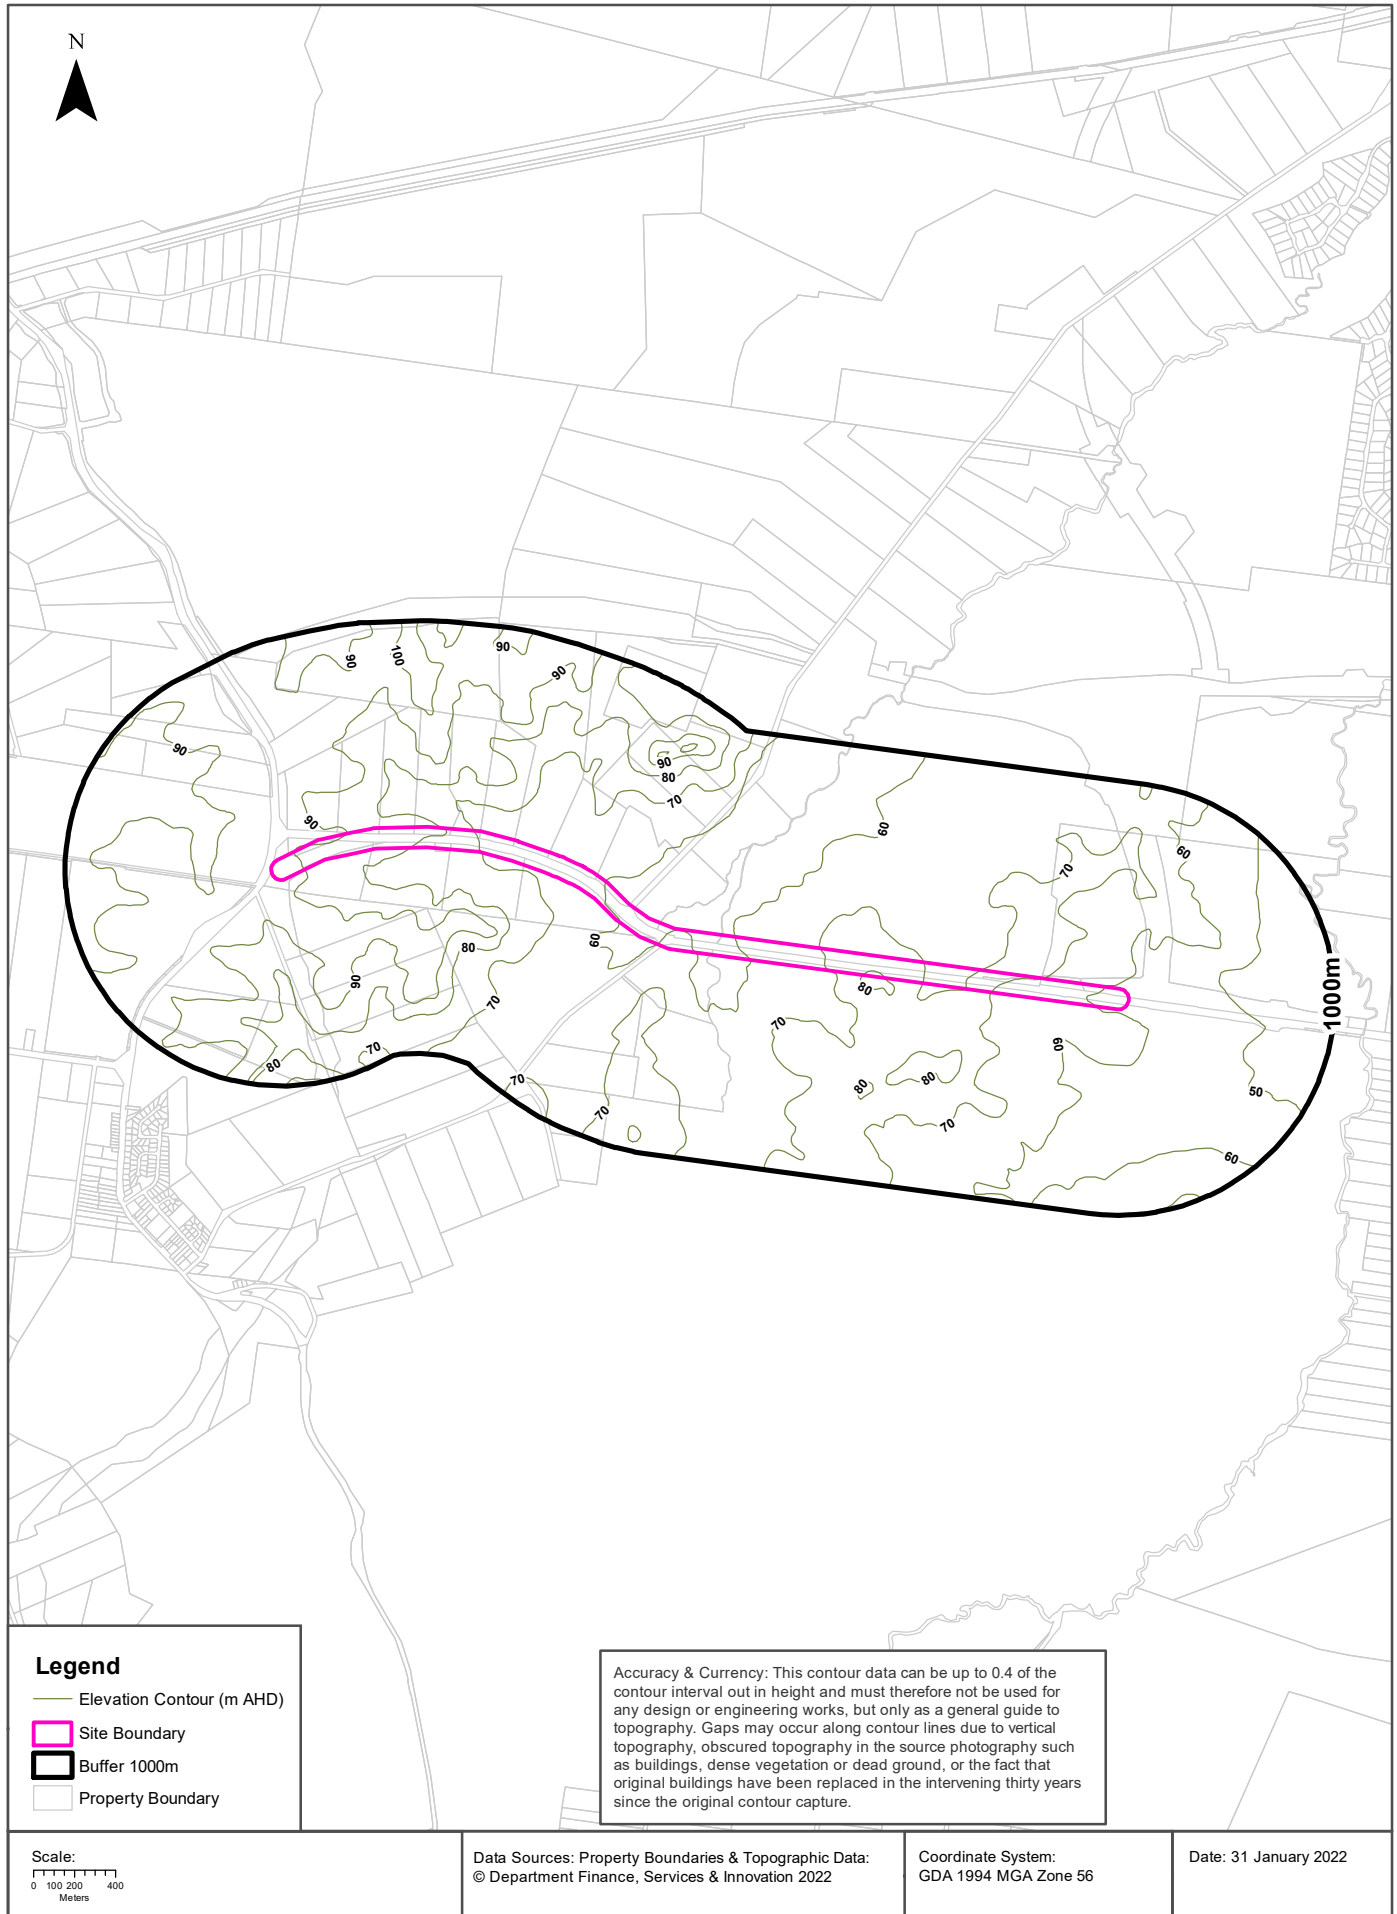 N
90
100
90
90
90
90
80
70
60
90
60
70
80
60
90
80
70
80
70
60
1000m
80
70
70
70
80
80
50
70
60
Legend
Elevation Contour (m AHD)
Site Boundary
Buffer 1000m
Property Boundary
Accuracy & Currency: This contour data can be up to 0.4 of the
contour interval out in height and must therefore not be used for
any design or engineering works, but only as a general guide to
topography. Gaps may occur along contour lines due to vertical
topography, obscured topography in the source photography such
as buildings, dense vegetation or dead ground, or the fact that
original buildings have been replaced in the intervening thirty years
since the original contour capture.
Scale:
0 100 200 400
Meters
Data Sources: Property Boundaries & Topographic Data:
© Department Finance, Services & Innovation 2022
Coordinate System:
GDA 1994 MGA Zone 56
Date: 31 January 2022